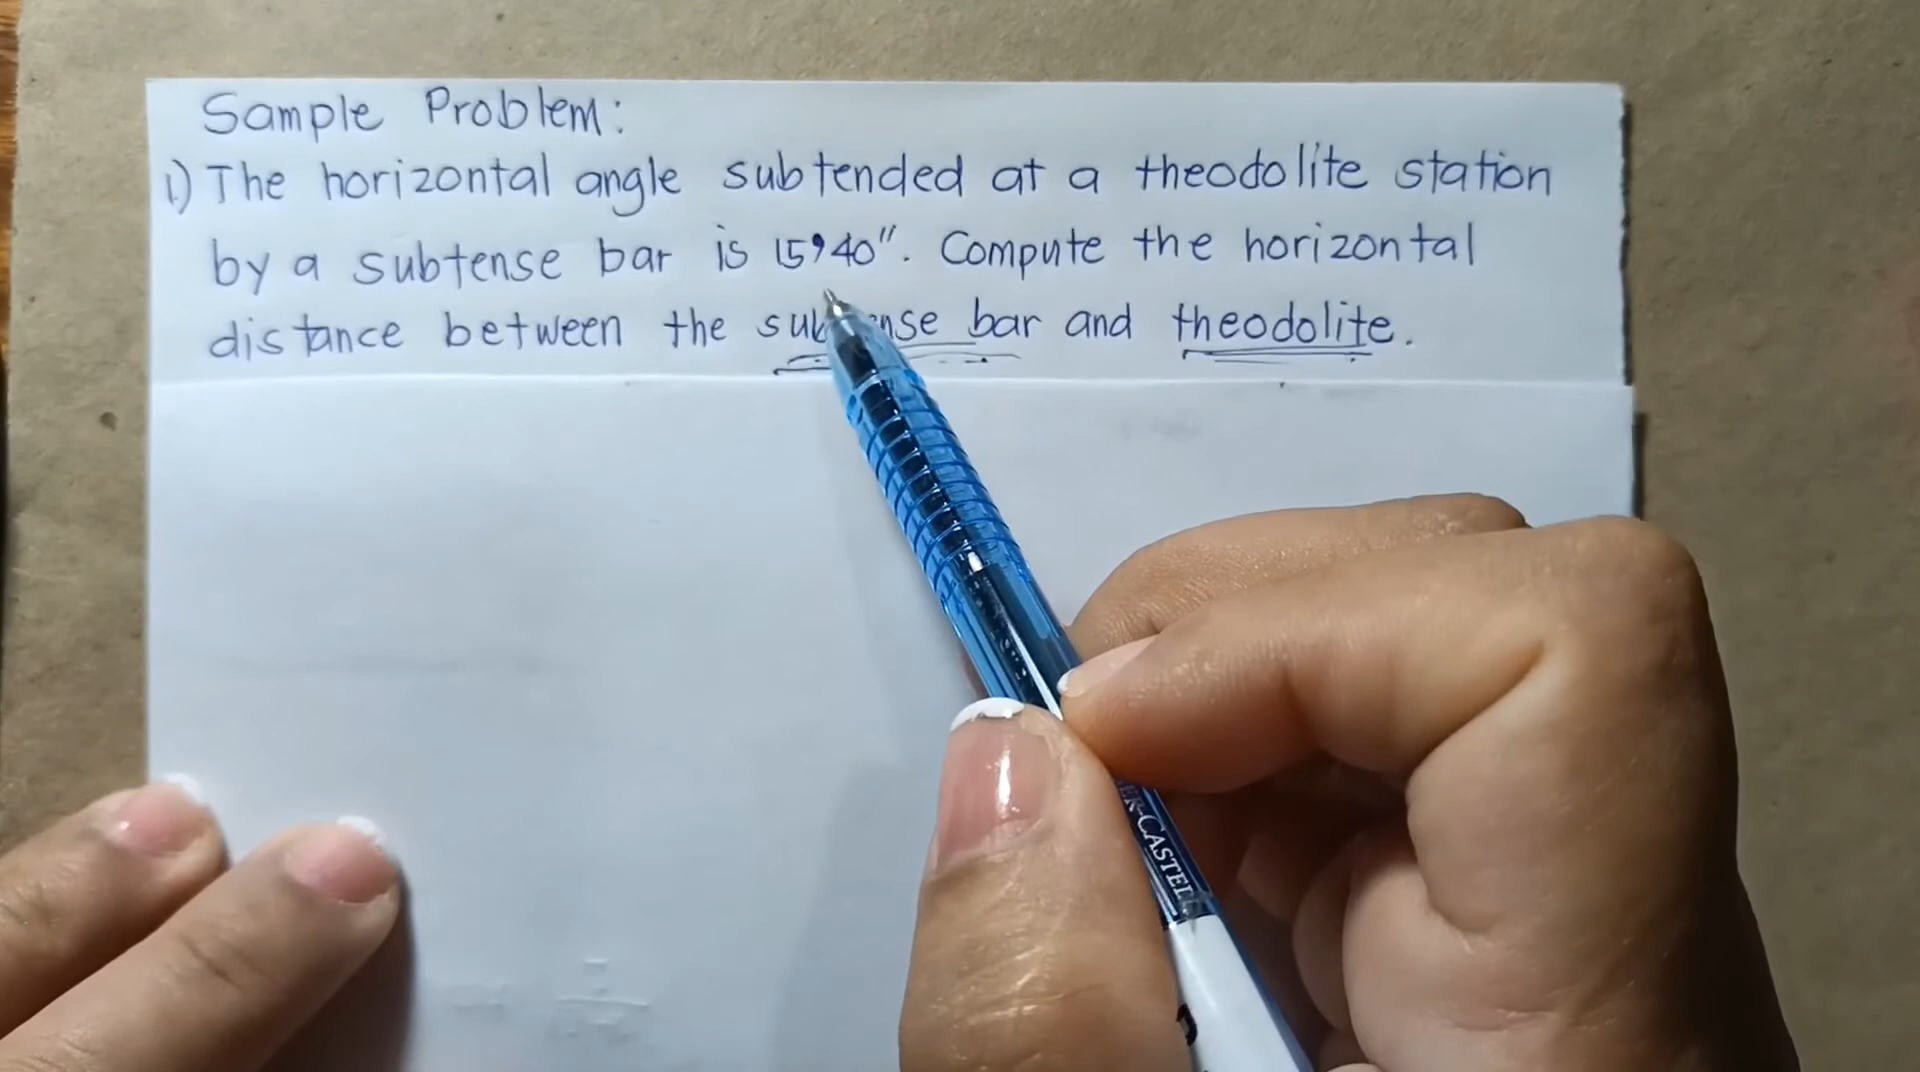 Sample Problem:
1.) The horizontal angle subtended at a theodolite station
by a subtense bar is 15'40". Compute the horizontal
distance between the subtense bar and theodolite.